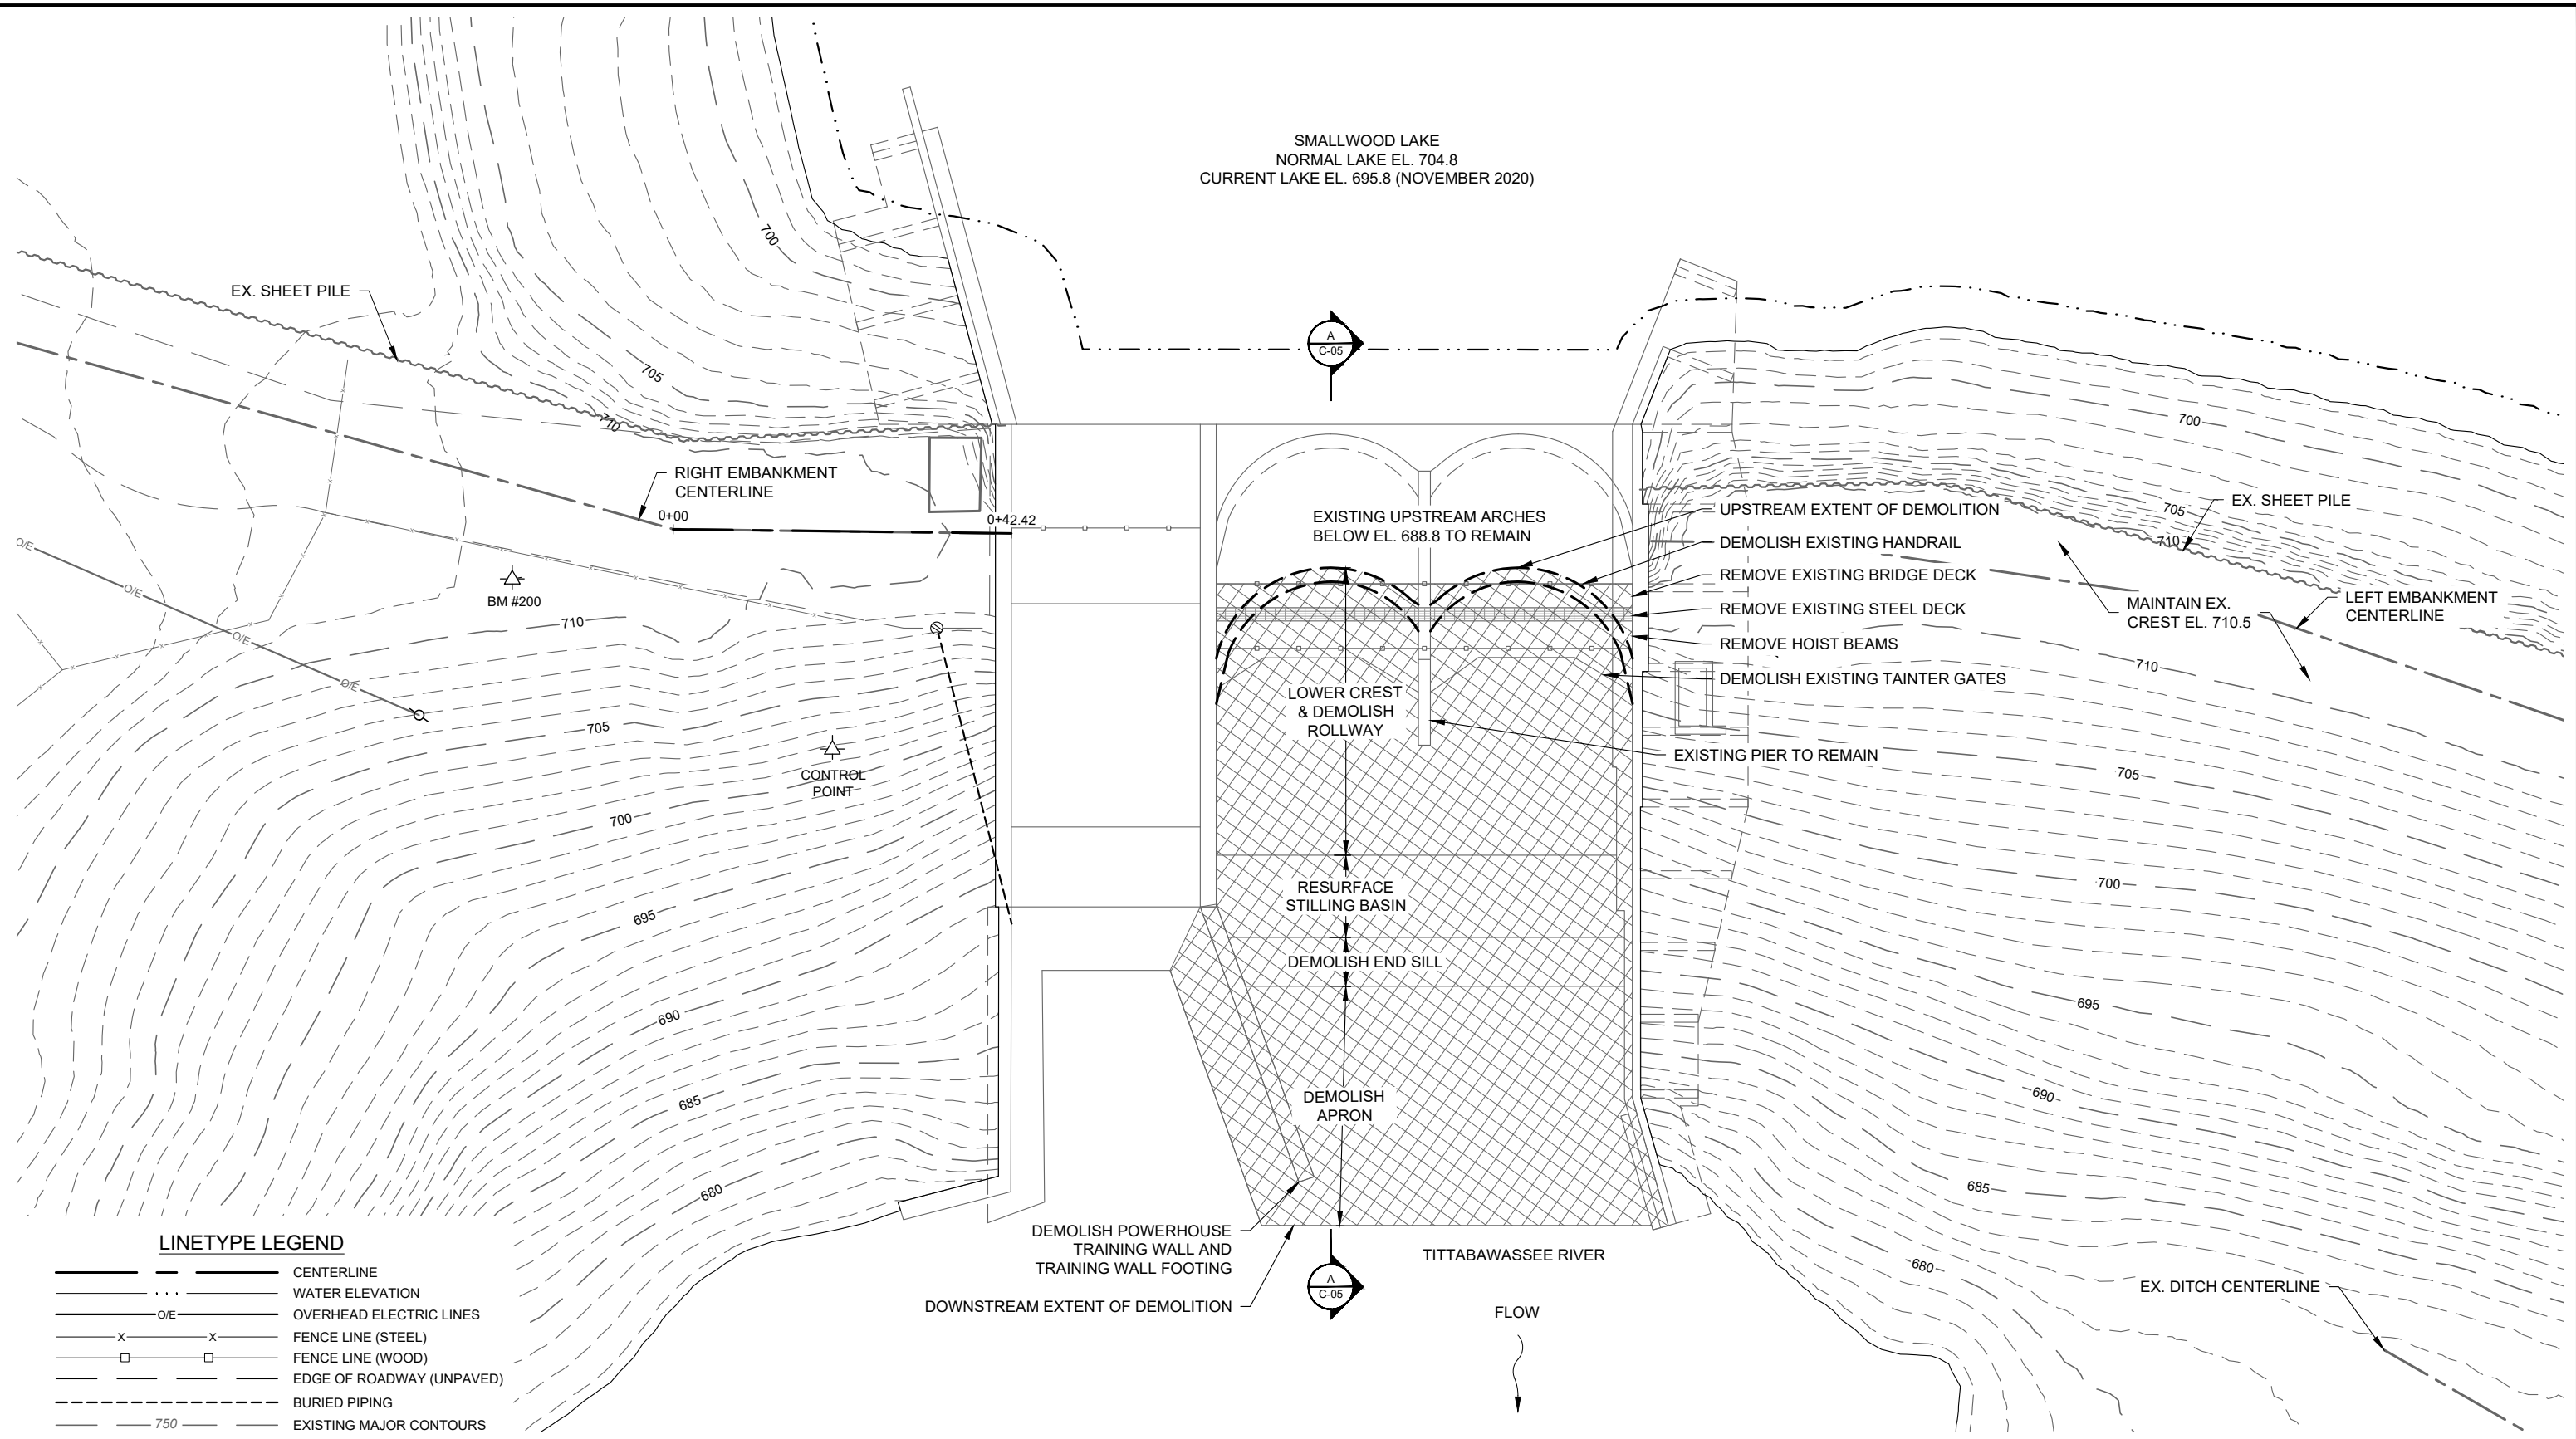 SMALLWOOD LAKE
NORMAL LAKE EL. 704.8
CURRENT LAKE EL. 695.8 (NOVEMBER 2020)
700
EX. SHEET PILE
A
C-05
705
710
700
RIGHT EMBANKMENT
CENTERLINE
0+00
0+42.42
EXISTING UPSTREAM ARCHES
BELOW EL. 688.8 TO REMAIN
UPSTREAM EXTENT OF DEMOLITION
DEMOLISH EXISTING HANDRAIL
REMOVE EXISTING BRIDGE DECK
REMOVE EXISTING STEEL DECK
REMOVE HOIST BEAMS
DEMOLISH EXISTING TAINTER GATES
EXISTING PIER TO REMAIN
705
EX. SHEET PILE
710
MAINTAIN EX.
CREST EL. 710.5
LEFT EMBANKMENT
CENTERLINE
O/E
O/E
O/E
O/E
BM #200
710
710
LOWER CREST
& DEMOLISH
ROLLWAY
705
CONTROL
POINT
705
700
700
RESURFACE
STILLING BASIN
695
DEMOLISH END SILL
695
690
690
685
DEMOLISH
APRON
685
680
680
DEMOLISH POWERHOUSE
TRAINING WALL AND
TRAINING WALL FOOTING
DOWNSTREAM EXTENT OF DEMOLITION
A
C-05
TITTABAWASSEE RIVER
FLOW
EX. DITCH CENTERLINE
LINETYPE LEGEND
CENTERLINE
WATER ELEVATION
O/E OVERHEAD ELECTRIC LINES
X X FENCE LINE (STEEL)
FENCE LINE (WOOD)
EDGE OF ROADWAY (UNPAVED)
BURIED PIPING
750 EXISTING MAJOR CONTOURS